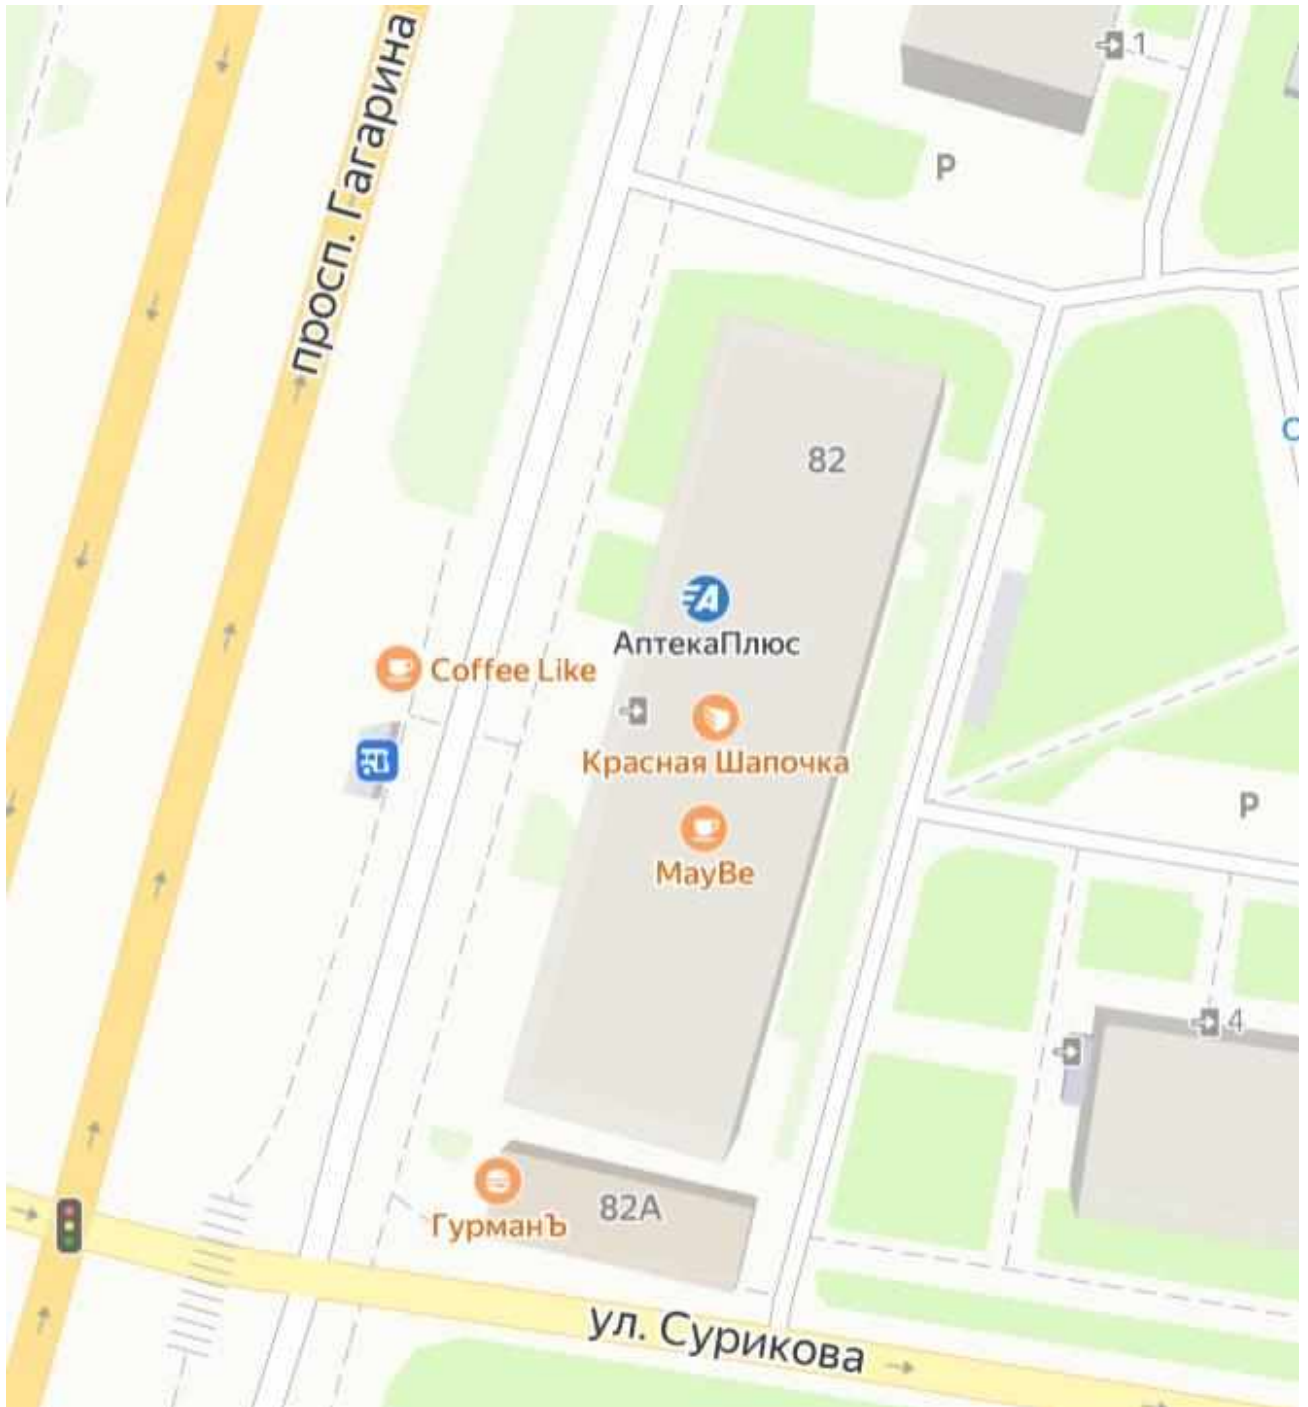 просп. Гагарина
1
P
82
АптекаПлюс
Coffee Like
Красная Шапочка
P
MayBe
4
82А
ГурманЪ
ул. Сурикова